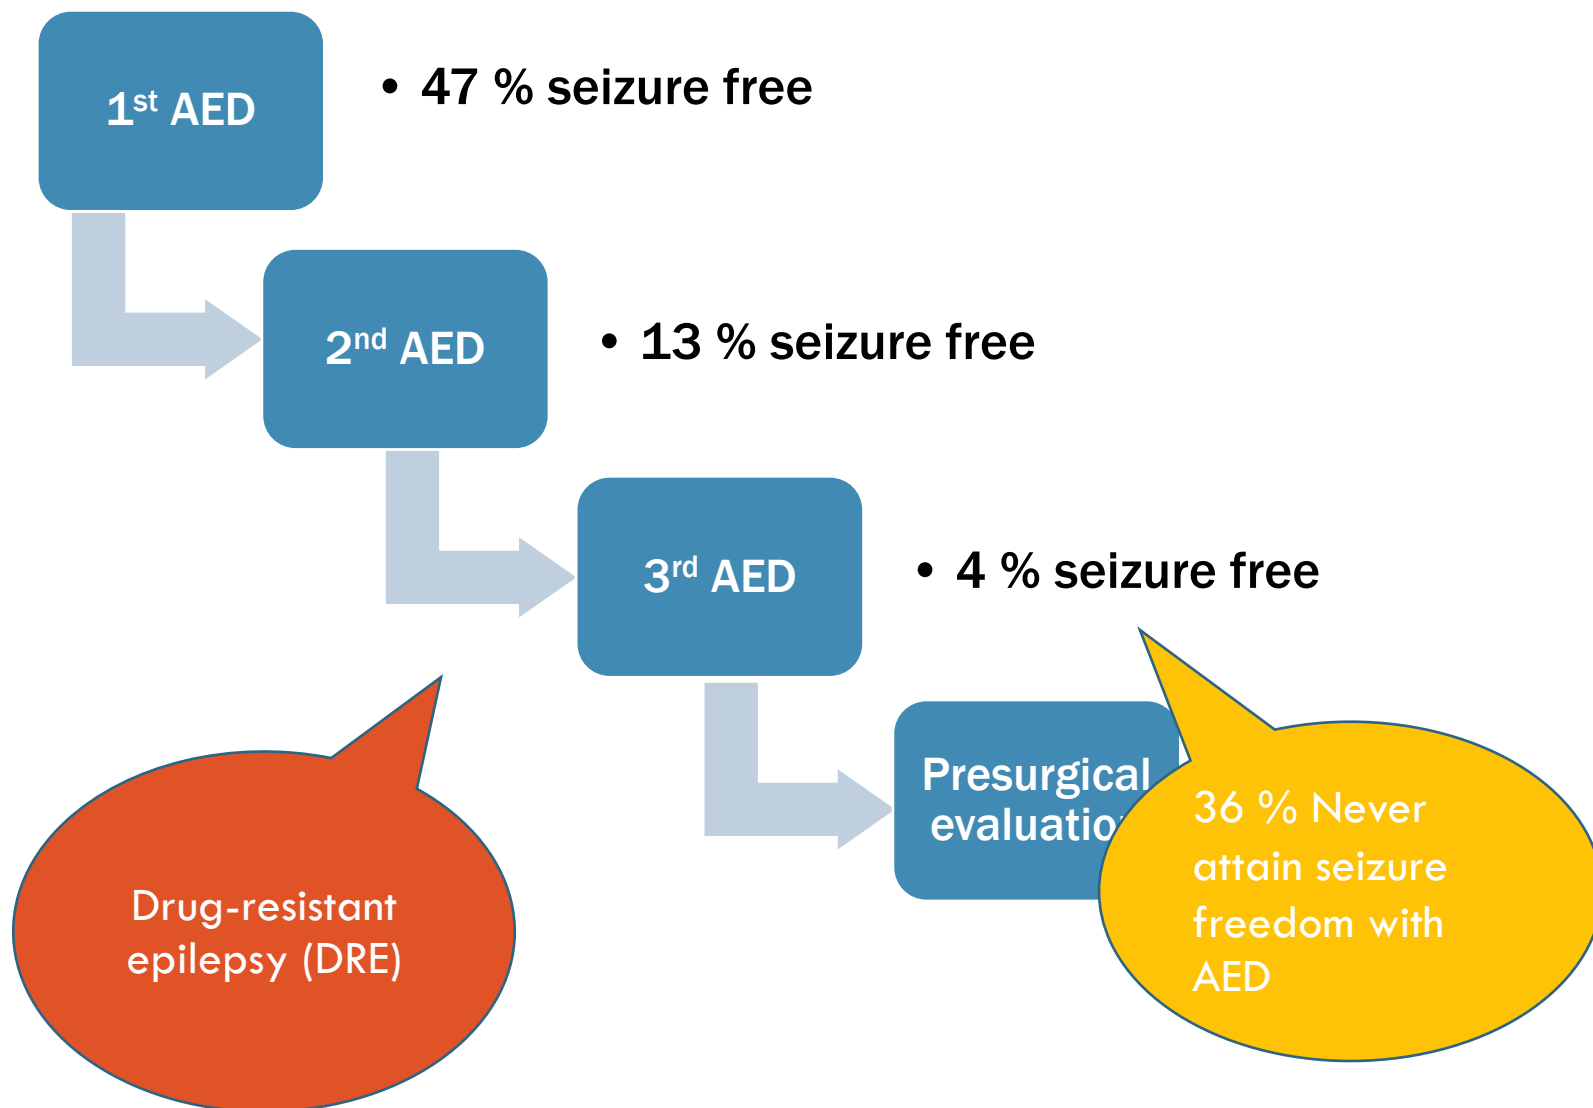 1st AED
• 47 % seizure free
2nd AED
• 13 % seizure free
3rd AED
• 4 % seizure free
Presurgical
evaluation
36 % Never
attain seizure
freedom with
AED
Drug-resistant
epilepsy (DRE)